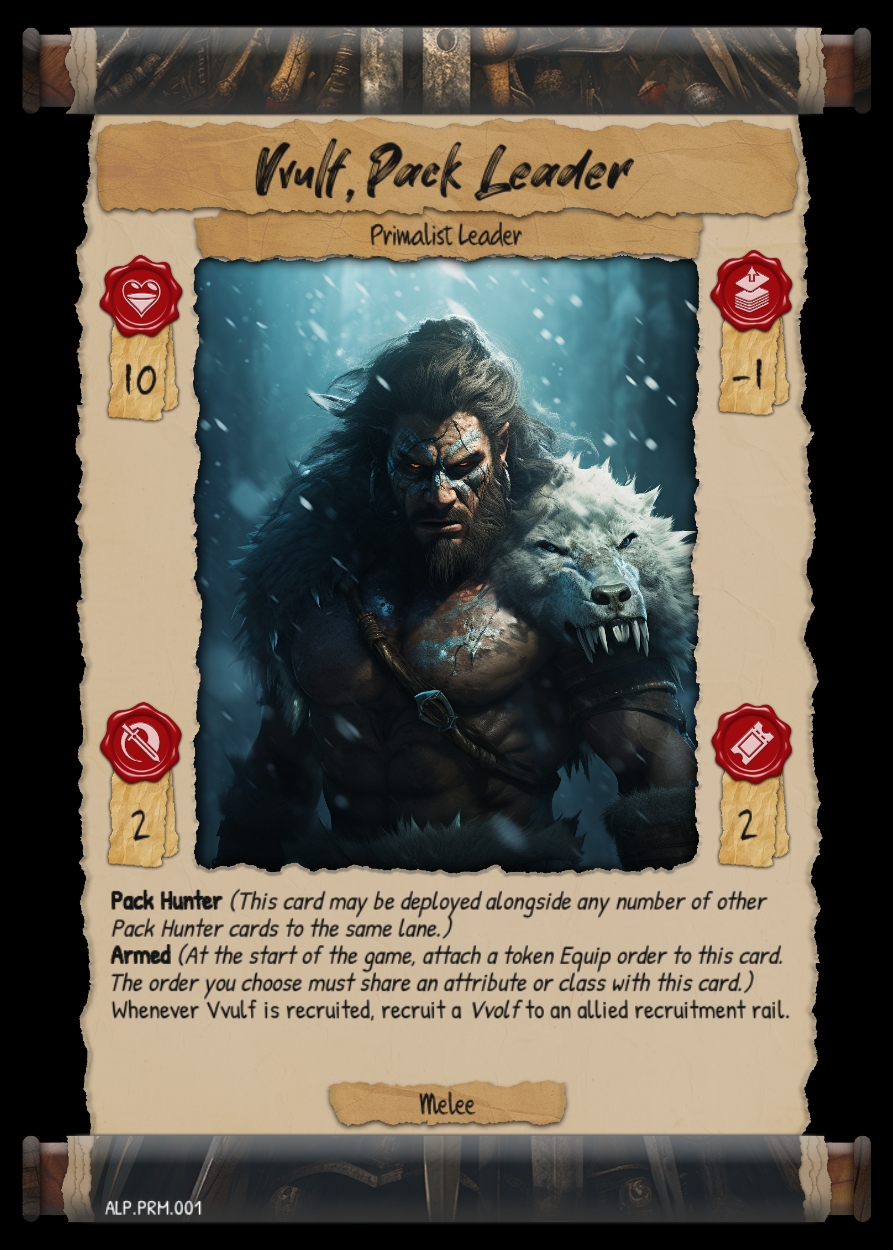 Vvulf, Pack Leader
Primalist Leader
10
-1
2
2
Pack Hunter (This card may be deployed alongside any number of other
Pack Hunter cards to the same lane.)
Armed (At the start of the game, attach a token Equip order to this card.
The order you choose must share an attribute or class with this card.)
Whenever Vvulf is recruited, recruit a Vvolf to an allied recruitment rail.
Melee
ALP.PRM.001